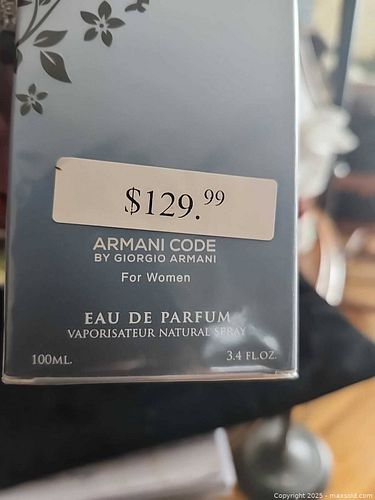 $129.99
ARMANI CODE
BY GIORGIO ARMANI
For Women
EAU DE PARFUM
VAPORISATEUR NATURAL SPRAY
100ML.
3.4 FL.OZ.
Copyright 2025 - maxsold.com